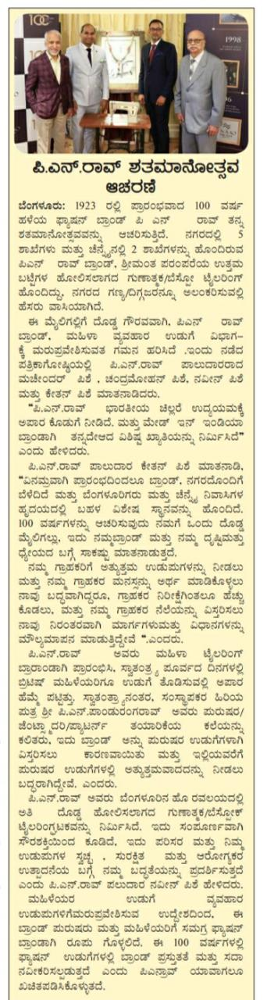 100
1998
ಪಿ.ಎನ್.ರಾವ್ ಶತಮಾನೋತ್ಸವ
ಆಚರಣೆ
ಬೆಂಗಳೂರು: 1923 ರಲ್ಲಿ ಪ್ರಾರಂಭವಾದ 100 ವರ್ಷ
ಹಳೆಯ ಫ್ಯಾಷನ್ ಬ್ರಾಂಡ್ ಪಿ ಎನ್ ರಾವ್ ತನ್ನ
ಶತಮಾನೋತ್ಸವವನ್ನು ಆಚರಿಸುತ್ತಿದೆ. ನಗರದಲ್ಲಿ 5
ಶಾಖೆಗಳು ಮತ್ತು ಚೆನ್ನೈನಲ್ಲಿ 2 ಶಾಖೆಗಳನ್ನು ಹೊಂದಿರುವ
ಪಿಎನ್ ರಾವ್ ಬ್ರಾಂಡ್, ಶ್ರೀಮಂತ ಪರಂಪರೆಯ ಉತ್ತಮ
ಬಟ್ಟೆಗಳ ಹೋಲಿಸಲಾಗದ ಗುಣಾತ್ಮಕ/ಬೆಸ್ಪೋ ಟೈಲರಿಂಗ್
ಹೊಂದಿದ್ದು, ನಗರದ ಗಣ್ಯ/ದಿಗ್ಗಜರನ್ನೂ ಅಲಂಕರಿಸುವಲ್ಲಿ
ಹೆಸರು ವಾಸಿಯಾಗಿದೆ.
ಈ ಮೈಲಿಗಲ್ಲಿಗೆ ದೊಡ್ಡ ಗೌರವವಾಗಿ, ಪಿಎನ್ ರಾವ್
ಬ್ರಾಂಡ್, ಮಹಿಳಾ ವ್ಯವಹಾರ ಉಡುಗೆ ವಿಭಾಗ-
ಕ್ಕೆ ಮರುಪ್ರವೇಶಿಸುವತ ಗಮನ ಹರಿಸಿದೆ .ಇಂದು ನಡೆದ
ಪತ್ರಿಕಾಗೋಷ್ಠಿಯಲ್ಲಿ ಪಿ.ಎನ್.ರಾವ್ ಪಾಲುದಾರರಾದ
ಮಚೇಂದರ್ ಪಿಶೆ , ಚಂದ್ರಮೋಹನ್ ಪಿಶೆ, ನವೀನ್ ಪಿಶೆ
ಮತ್ತು ಕೇತನ್ ಪಿಶೆ ಮಾತನಾಡಿದರು.
“ಪಿ.ಎನ್.ರಾವ್ ಭಾರತೀಯ ಚಿಲ್ಲರೆ ಉದ್ಯಯಮಕ್ಕೆ
ಅಪಾರ ಕೊಡುಗೆ ನೀಡಿದೆ. ಮತ್ತು ಮೇಡ್ ಇನ್ ಇಂಡಿಯಾ
ಬ್ರಾಂಡಾಗಿ ತನ್ನದೇಆದ ವಿಶಿಷ್ಟ ಖ್ಯಾತಿಯನ್ನು ನಿರ್ಮಿಸಿದೆ”
ಎಂದು ಹೇಳಿದರು.
ಪಿ.ಎನ್.ರಾವ್ ಪಾಲುದಾರ ಕೇತನ್ ಪಿಶೆ ಮಾತನಾಡಿ,
“ವಿನಮ್ರವಾಗಿ ಪ್ರಾರಂಭದಿಂದಲೂ ಬ್ರಾಂಡ್, ನಗರದೊಂದಿಗೆ
ಬೆಳೆದಿದೆ ಮತ್ತು ಬೆಂಗಳೂರಿಗರು ಮತ್ತು ಚೆನ್ನೈ ನಿವಾಸಿಗಳ
ಹೃದಯದಲ್ಲಿ ಬಹಳ ವಿಶೇಷ ಸ್ಥಾನವನ್ನು ಹೊಂದಿದೆ.
100 ವರ್ಷಗಳನ್ನು ಆಚರಿಸುವುದು ನಮಗೆ ಒಂದು ದೊಡ್ಡ
ಮೈಲಿಗಲ್ಲು, ಇದು ನಮ್ಮಬ್ರಾಂಡ್ ಮತ್ತು ನಮ್ಮ ದೃಷ್ಟಿಮತ್ತು
ಧ್ಯೇಯದ ಬಗ್ಗೆ ಸಾಕಷ್ಟು ಮಾತನಾಡುತ್ತದೆ.
ನಮ್ಮ ಗ್ರಾಹಕರಿಗೆ ಅತ್ಯುತ್ತಮ ಉಡುಪುಗಳನ್ನು ನೀಡಲು
ಮತ್ತು ನಮ್ಮ ಗ್ರಾಹಕರ ಮನಸ್ಸನ್ನು ಅರ್ಥ ಮಾಡಿಕೊಳ್ಳಲು
ನಾವು ಬದ್ಧವಾಗಿದ್ದರೂ, ಗ್ರಾಹಕರ ನಿರೀಕ್ಷೆಗಿಂತಲೂ ಹೆಚ್ಚು
ಕೊಡಲು, ಮತ್ತು ನಮ್ಮ ಗ್ರಾಹಕರ ನೆಲೆಯನ್ನು ವಿಸ್ತರಿಸಲು
ನಾವು ನಿರಂತರವಾಗಿ ಮಾರ್ಗಗಳುಮತ್ತು ವಿಧಾನಗಳನ್ನು
ಮೌಲ್ಯಮಾಪನ ಮಾಡುತ್ತಿದ್ದೇವೆ “.ಎಂದರು.
ಪಿ.ಎನ್.ರಾವ್ ಅವರು ಮಹಿಳಾ ಟೈಲರಿಂಗ್
ಬ್ರಾರಾಂಡಾಗಿ ಪ್ರಾರಂಭಿಸಿ, ಸ್ವಾತಂತ್ರ್ಯ ಪೂರ್ವದ ದಿನಗಳಲ್ಲಿ
ಬ್ರಿಟಿಷ್ ಮಹಿಳೆಯರಿಗೂ ಉಡುಗೆ ತೊಡಿಸುವಲ್ಲಿ ಅಪಾರ
ಹೆಮ್ಮೆ ಪಟ್ಟಿತ್ತು. ಸ್ವಾತಂತ್ರ್ಯಾನಂತರ, ಸಂಸ್ಥಾಪಕರ ಹಿರಿಯ
ಪುತ್ರ ಶ್ರೀ ಪಿ.ಎನ್.ಪಾಂಡುರಂಗರಾವ್ ಅವರು ಪುರುಷರ/
ಜೆಂಟ್ಸ್ಮಾದರಿ/ಪ್ಯಾಟರ್ನ್ ತಯಾರಿಕೆಯ ಕಲೆಯನ್ನು
ಕಲಿತರು, ಇದು ಬ್ರಾಂಡ್ ಅನ್ನು ಪುರುಷರ ಉಡುಗೆಗಳಾಗಿ
ವಿಸ್ತರಿಸಲು ಕಾರಣವಾಯಿತು ಮತ್ತು ಇಲ್ಲಿಯವರೆಗೆ
ಪುರುಷರ ಉಡುಗೆಗಳಲ್ಲಿ ಅತ್ಯುತ್ತಮವಾದದನ್ನು ನೀಡಲು
ಬದ್ಧರಾಗಿದ್ದೇವೆ. ಎಂದರು.
ಪಿ.ಎನ್.ರಾವ್ ಅವರು ಬೆಂಗಳೂರಿನ ಹೊ ರವಲಯದಲ್ಲಿ
ಅತಿ ದೊಡ್ಡ ಹೋಲಿಸಲಾಗದ ಗುಣಾತ್ಮಕ/ಬೆಸ್ಪೋಕ್
ಟೈಲರಿಂಗ್ಘಟಕವನ್ನು ನಿರ್ಮಿಸಿದೆ. ಇದು ಸಂಪೂರ್ಣವಾಗಿ
ಸೌರಶಕ್ತಿಯಿಂದ ಕೂಡಿದೆ, ಇದು ಪರಿಸರ ಮತ್ತು ನಿಮ್ಮ
ಉಡುಪುಗಳ ಸ್ವಚ್ಛ , ಸುರಕ್ಷಿತ ಮತ್ತು ಆರೋಗ್ಯಕರ
ಉತ್ಪಾದನೆಯ ಬಗ್ಗೆ ನಮ್ಮ ಬದ್ಧತೆಯನ್ನು ಪ್ರದರ್ಶಿಸುತ್ತದೆ
ಎಂದು ಪಿ.ಎನ್.ರಾವ್ ಪಲುದಾರ ನವೀನ್ ಪಿಶೆ ಹೇಳಿದರು.
ಮಹಿಳೆಯರ ಉಡುಗೆ ವ್ಯವಹಾರ
ಉಡುಪುಗಳಿಗೆಮರುಪ್ರವೇಶಿಸುವ ಉದ್ದೇಶದಿಂದ, ಈ
ಬ್ರಾಂಡ್ ಪುರುಷರು ಮತ್ತು ಮಹಿಳೆಯರಿಗೆ ಸಮಗ್ರ ಫ್ಯಾಷನ್
ಬ್ರಾಂಡಾಗಿ ರೂಪು ಗೊಳ್ಳಲಿದೆ. ಈ 100 ವರ್ಷಗಳಲ್ಲಿ
ಫ್ಯಾಷನ್ ಉಡುಗೆಗಳಲ್ಲಿ ಬ್ರಾಂಡ್ ಪ್ರಸ್ತುತತೆ ಮತ್ತು ಸದಾ
ನವೀಕರಿಸಲ್ಪಡುತ್ತದೆ ಎಂದು ಪಿಎನ್ರಾವ್ ಯಾವಾಗಲೂ
ಖಚಿತಪಡಿಸಿಕೊಳ್ಳುತದೆ.